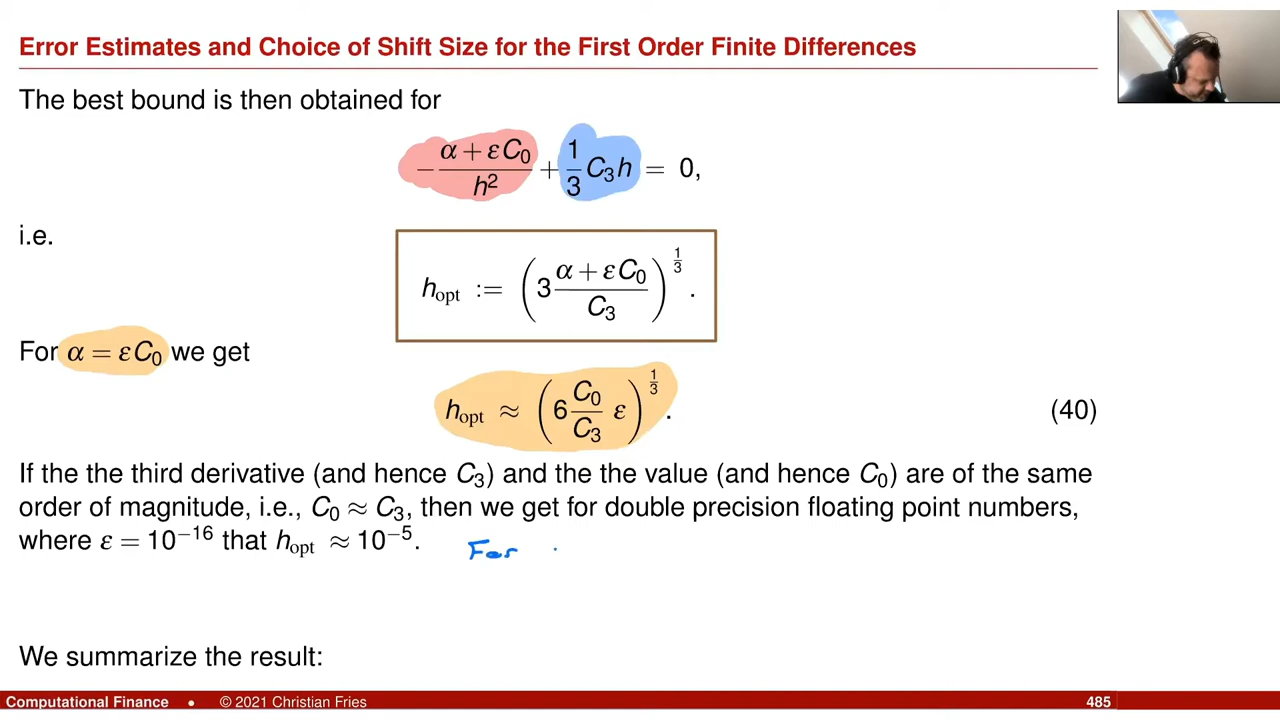 Error Estimates and Choice of Shift Size for the First Order Finite Differences
The best bound is then obtained for
− (α + εC₀)/h² + 1/3 C₃h = 0,
i.e.
h_opt := (3 (α + εC₀)/C₃)^(1/3).
For α = εC₀ we get
h_opt ≈ (6 C₀/C₃ ε)^(1/3). (40)
If the the third derivative (and hence C₃) and the the value (and hence C₀) are of the same
order of magnitude, i.e., C₀ ≈ C₃, then we get for double precision floating point numbers,
where ε = 10⁻¹⁶ that h_opt ≈ 10⁻⁵. For
We summarize the result:
Computational Finance • © 2021 Christian Fries 485